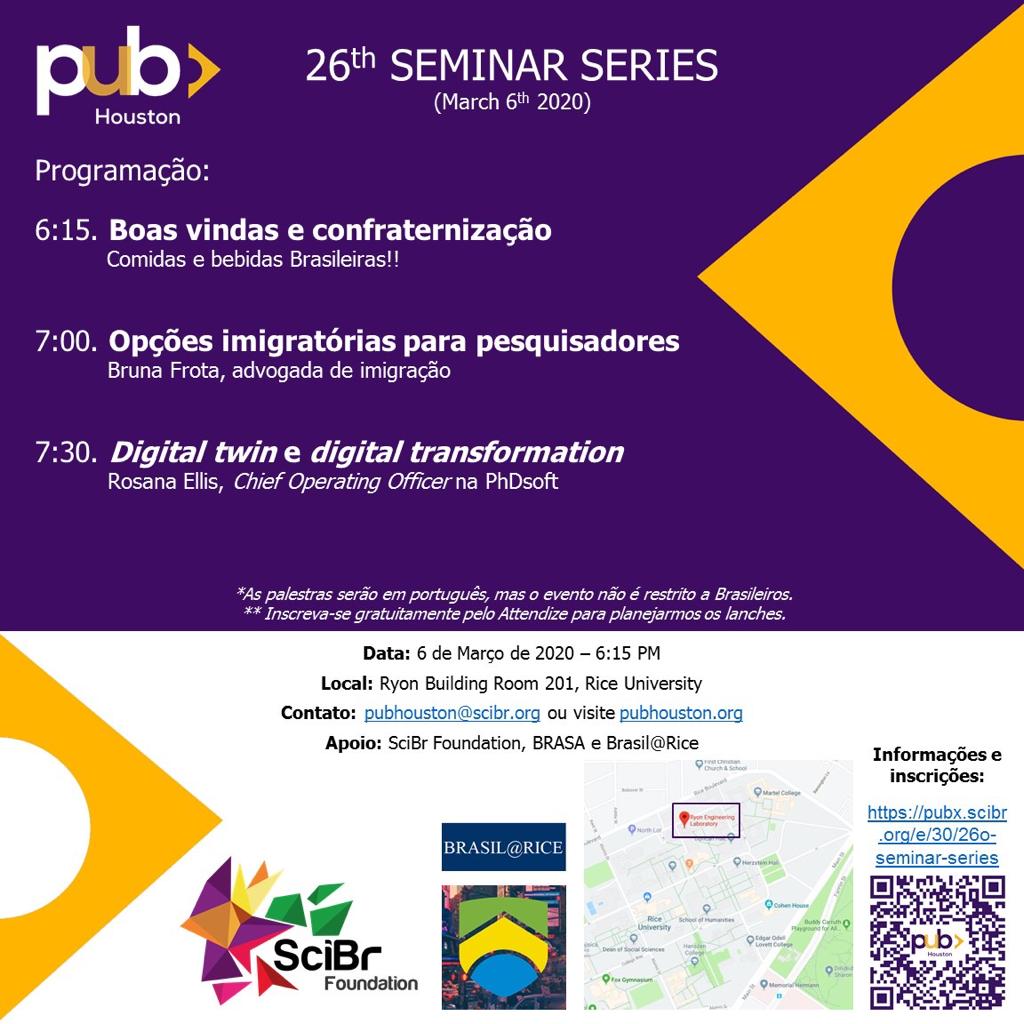 pub
Houston
26th SEMINAR SERIES
(March 6th 2020)
Programação:
6:15. Boas vindas e confraternização
Comidas e bebidas Brasileiras!!
7:00. Opções imigratórias para pesquisadores
Bruna Frota, advogada de imigração
7:30. Digital twin e digital transformation
Rosana Ellis, Chief Operating Officer na PhDsoft
*As palestras serão em português, mas o evento não é restrito a Brasileiros.
** Inscreva-se gratuitamente pelo Attendize para planejarmos os lanches.
Data: 6 de Março de 2020 – 6:15 PM
Local: Ryon Building Room 201, Rice University
Contato: pubhouston@scibr.org ou visite pubhouston.org
Apoio: SciBr Foundation, BRASA e Brasil@Rice
Informações e
inscrições:
https://pubx.scibr
.org/e/30/26o-
seminar-series
pub
Houston
BRASIL@RICE
SciBr
Foundation
First Christian
Church & School
Rice Boulevard
Martel College
Ryon Engineering
Laboratory
North Lot
Herzstein Hall
Cohen House
Rice
University
School of Humanities
Buddy Carruth
Playground for All...
Edgar Odell
Lovett College
Dean of Social Sciences
Hanszen
College
Fox Gymnasium
Memorial Hermann
Main St
Main St